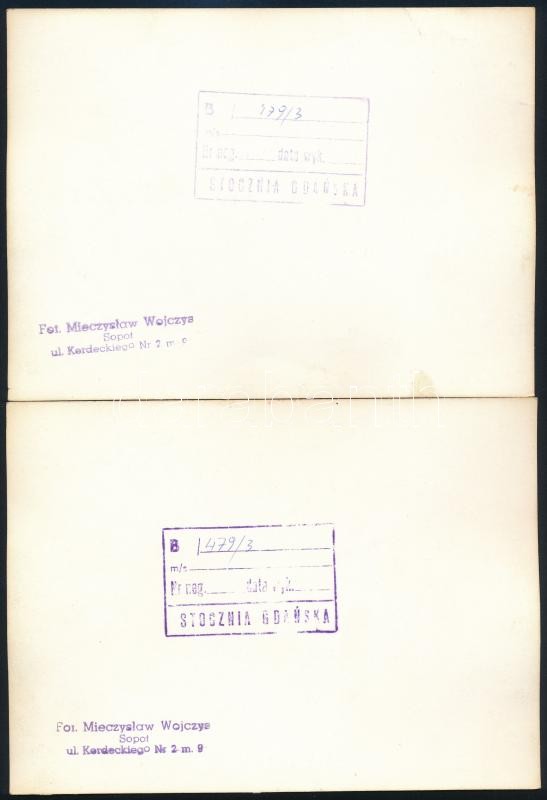 B 479/3
m/s
Nr neg. data wyk.
STOCZNIA GDAŃSKA
Fot. Mieczysław Wojczys
Sopot
ul. Kordeckiego Nr 2 m. 9
B 1479/3
m/s
Nr neg. data wyk.
STOCZNIA GDAŃSKA
Fot. Mieczysław Wojczys
Sopot
ul. Kordeckiego Nr 2 m. 9